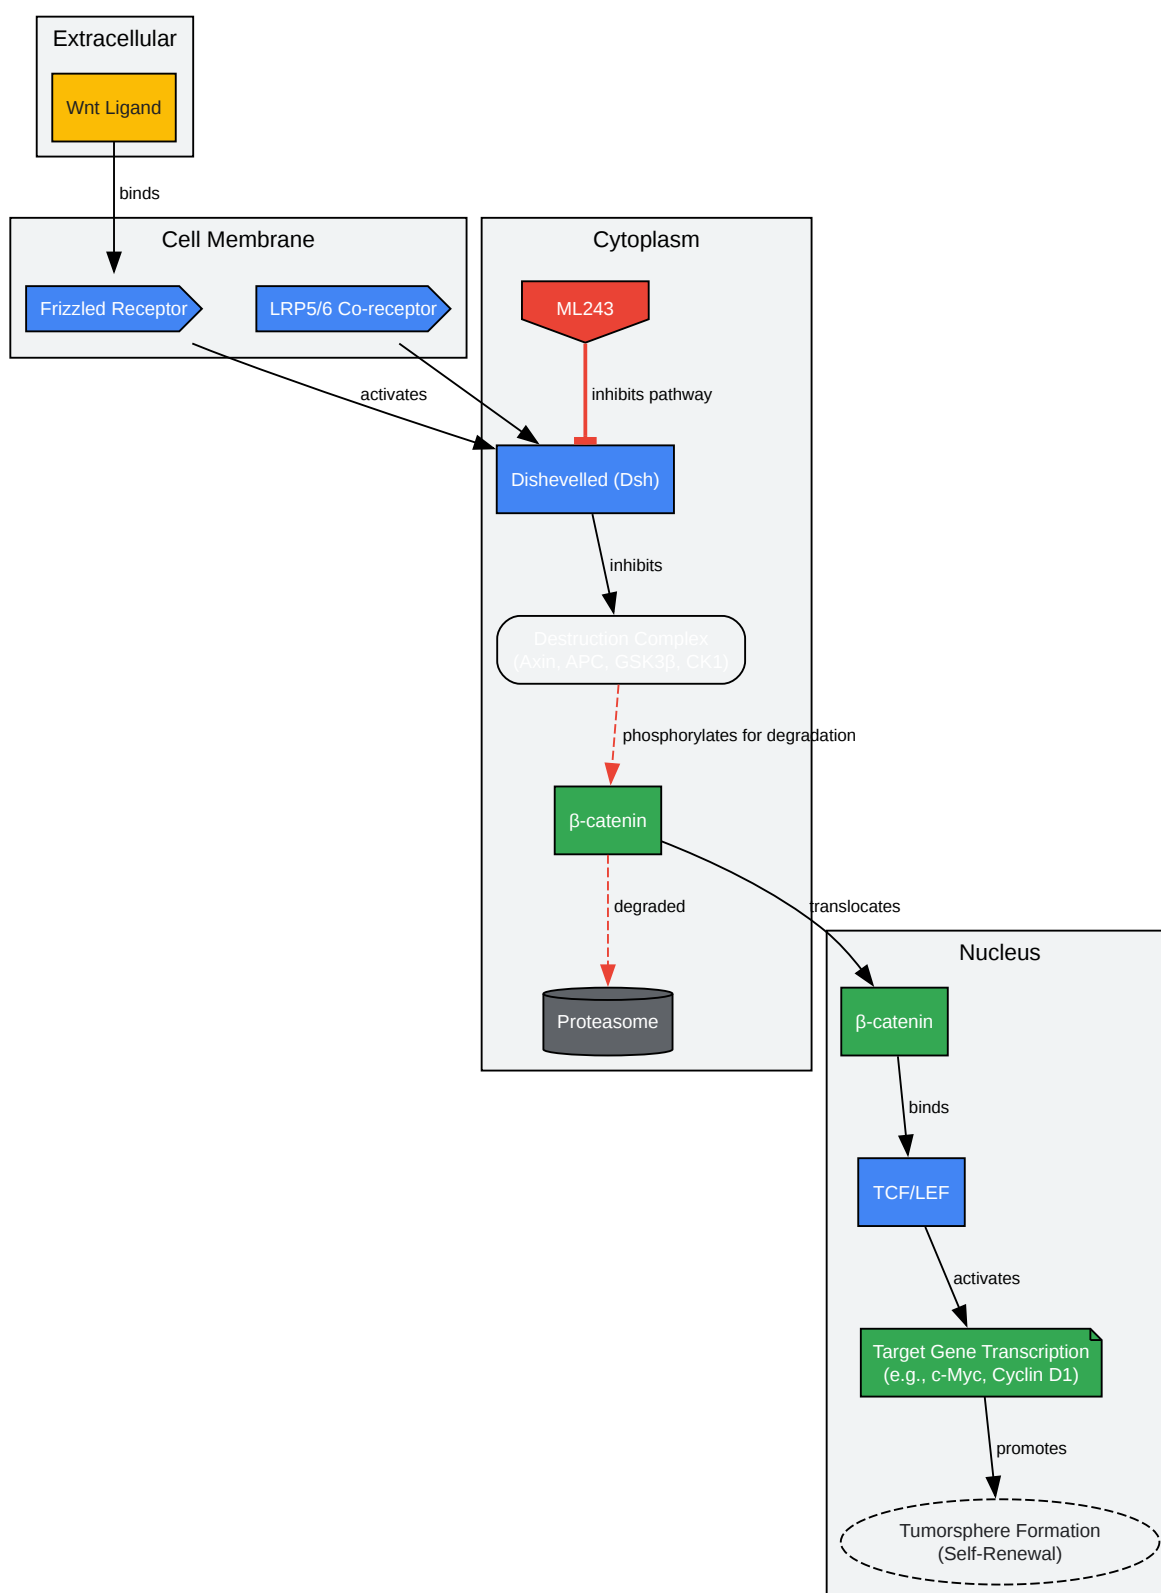 Extracellular
Wnt Ligand
binds
Cell Membrane
Cytoplasm
Frizzled Receptor
LRP5/6 Co-receptor
ML243
activates
inhibits pathway
Dishevelled (Dsh)
inhibits
Destruction Complex
(Axin, APC, GSK3β, CK1)
phosphorylates for degradation
β-catenin
degraded
translocates
Nucleus
Proteasome
β-catenin
binds
TCF/LEF
activates
Target Gene Transcription
(e.g., c-Myc, Cyclin D1)
promotes
Tumorsphere Formation
(Self-Renewal)